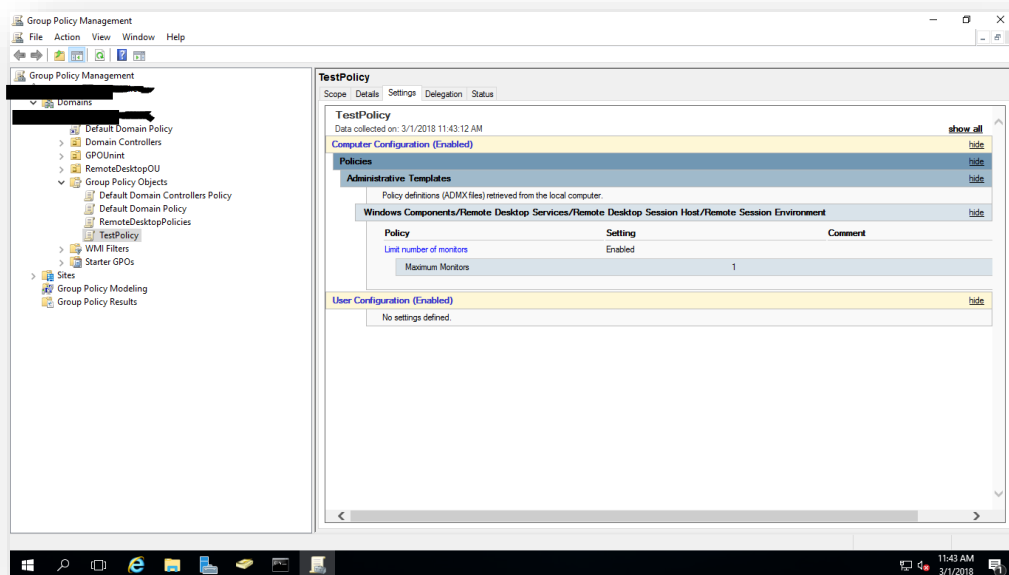 Group Policy Management
File Action View Window Help
Group Policy Management
Domains
Default Domain Policy
Domain Controllers
GPOUnint
RemoteDesktopOU
Group Policy Objects
Default Domain Controllers Policy
Default Domain Policy
RemoteDesktopPolicies
TestPolicy
WMI Filters
Starter GPOs
Sites
Group Policy Modeling
Group Policy Results
TestPolicy
Scope Details Settings Delegation Status
TestPolicy
Data collected on: 3/1/2018 11:43:12 AM show all
Computer Configuration (Enabled) hide
Policies hide
Administrative Templates hide
Policy definitions (ADMX files) retrieved from the local computer.
Windows Components/Remote Desktop Services/Remote Desktop Session Host/Remote Session Environment hide
Policy Setting Comment
Limit number of monitors Enabled
Maximum Monitors 1
User Configuration (Enabled) hide
No settings defined.
11:43 AM
3/1/2018